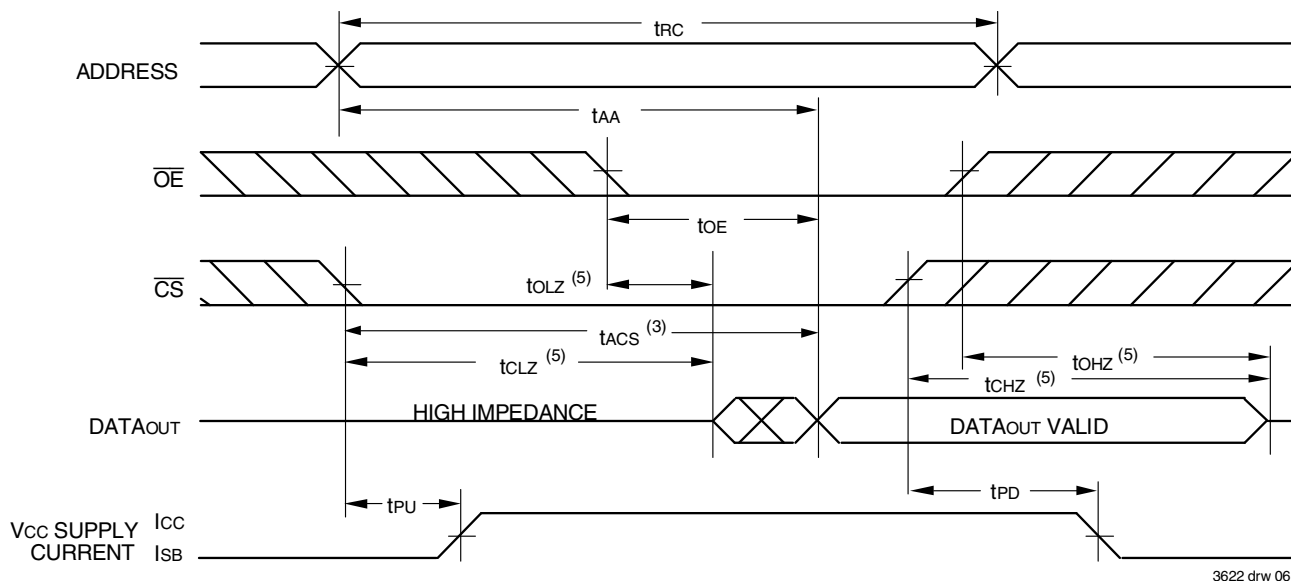 tRC
ADDRESS
tAA
OE
tOE
CS
tOLZ (5)
tACS (3)
tCLZ (5)
tOHZ (5)
tCHZ (5)
HIGH IMPEDANCE
DATAOUT
DATAOUT VALID
tPU
tPD
VCC SUPPLY ICC
CURRENT ISB
3622 drw 06